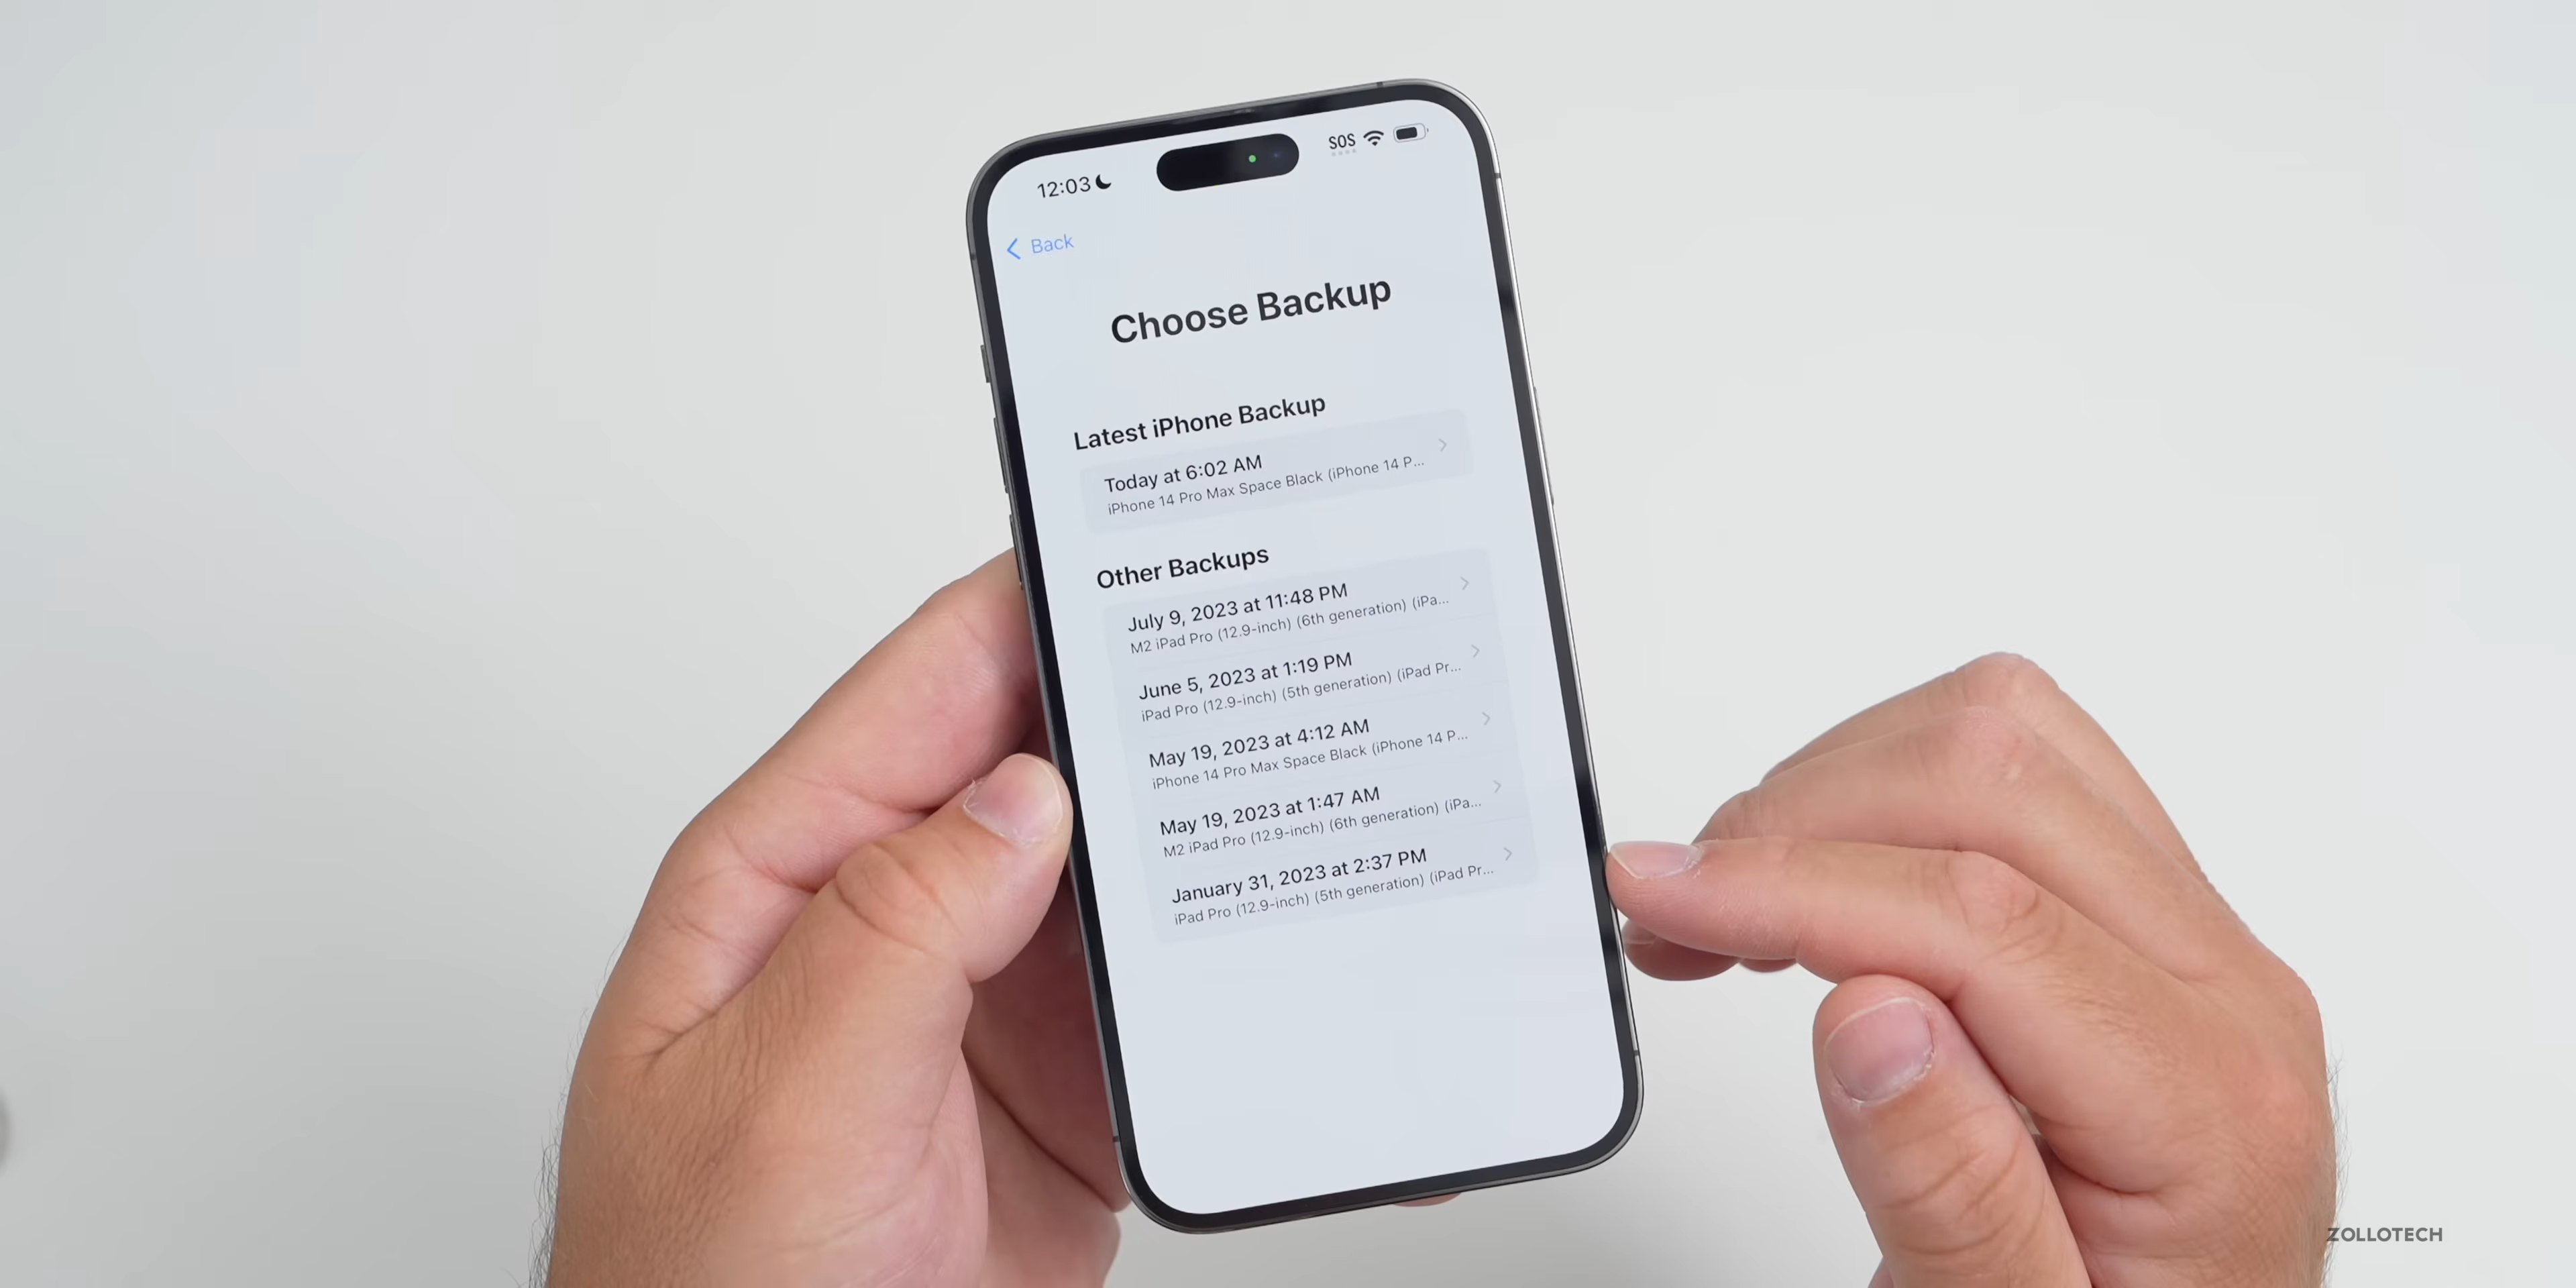 12:03
SOS
Back
Choose Backup
Latest iPhone Backup
Today at 6:02 AM
iPhone 14 Pro Max Space Black (iPhone 14 P...
Other Backups
July 9, 2023 at 11:48 PM
M2 iPad Pro (12.9-inch) (6th generation) (iPa...
June 5, 2023 at 1:19 PM
iPad Pro (12.9-inch) (5th generation) (iPad Pr...
May 19, 2023 at 4:12 AM
iPhone 14 Pro Max Space Black (iPhone 14 P...
May 19, 2023 at 1:47 AM
M2 iPad Pro (12.9-inch) (6th generation) (iPa...
January 31, 2023 at 2:37 PM
iPad Pro (12.9-inch) (5th generation) (iPad Pr...
ZOLLOTECH